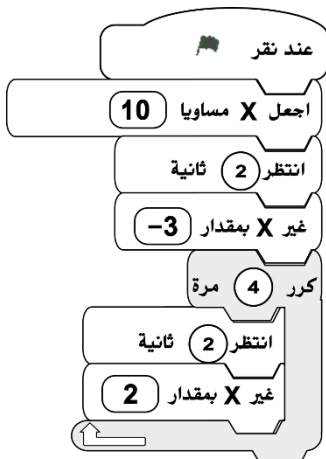 عند نقر
اجعل X مساويا 10
انتظر 2 ثانية
غير X بمقدار -3
كرر 4 مرة
انتظر 2 ثانية
غير X بمقدار 2